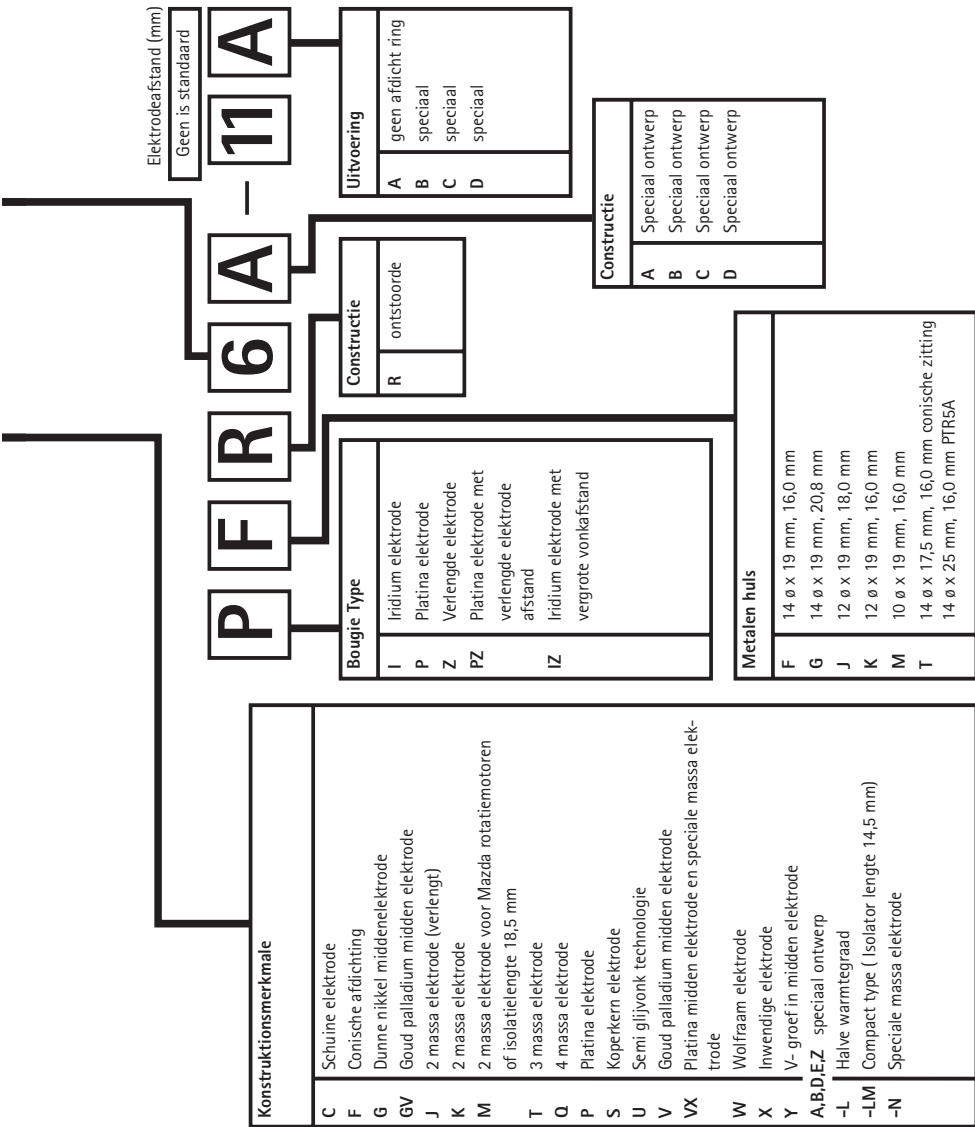 Elektrodeafstand (mm)
Geen is standaard
P F R 6 A – 11 A
Uitvoering
A geen afdicht ring
B speciaal
C speciaal
D speciaal
Constructie
R ontstoorde
Constructie
A Speciaal ontwerp
B Speciaal ontwerp
C Speciaal ontwerp
D Speciaal ontwerp
Bougie Type
I Iridium elektrode
P Platina elektrode
Z Verlengde elektrode
PZ Platina elektrode met
verlengde elektrode
afstand
IZ Iridium elektrode met
vergrote vonkafstand
Metalen huls
F 14 ø x 19 mm, 16,0 mm
G 14 ø x 19 mm, 20,8 mm
J 12 ø x 19 mm, 18,0 mm
K 12 ø x 19 mm, 16,0 mm
M 10 ø x 19 mm, 16,0 mm
T 14 ø x 17,5 mm, 16,0 mm conische zitting
14 ø x 25 mm, 16,0 mm PTR5A
Konstruktionsmerkmale
C Schuine elektrode
F Conische afdichting
G Dunne nikkel middenelektrode
GV Goud palladium midden elektrode
J 2 massa elektrode (verlengt)
K 2 massa elektrode
M 2 massa elektrode voor Mazda rotatiemotoren
of isolatielengte 18,5 mm
T 3 massa elektrode
Q 4 massa elektrode
P Platina elektrode
S Koperkern elektrode
U Semi glijvonk technologie
V Goud palladium midden elektrode
VX Platina midden elektrode en speciale massa elek-
trode
W Wolfraam elektrode
X Inwendige elektrode
Y V- groef in midden elektrode
A,B,D,E,Z speciaal ontwerp
-L Halve warmtegraad
-LM Compact type ( Isolator lengte 14,5 mm)
-N Speciale massa elektrode